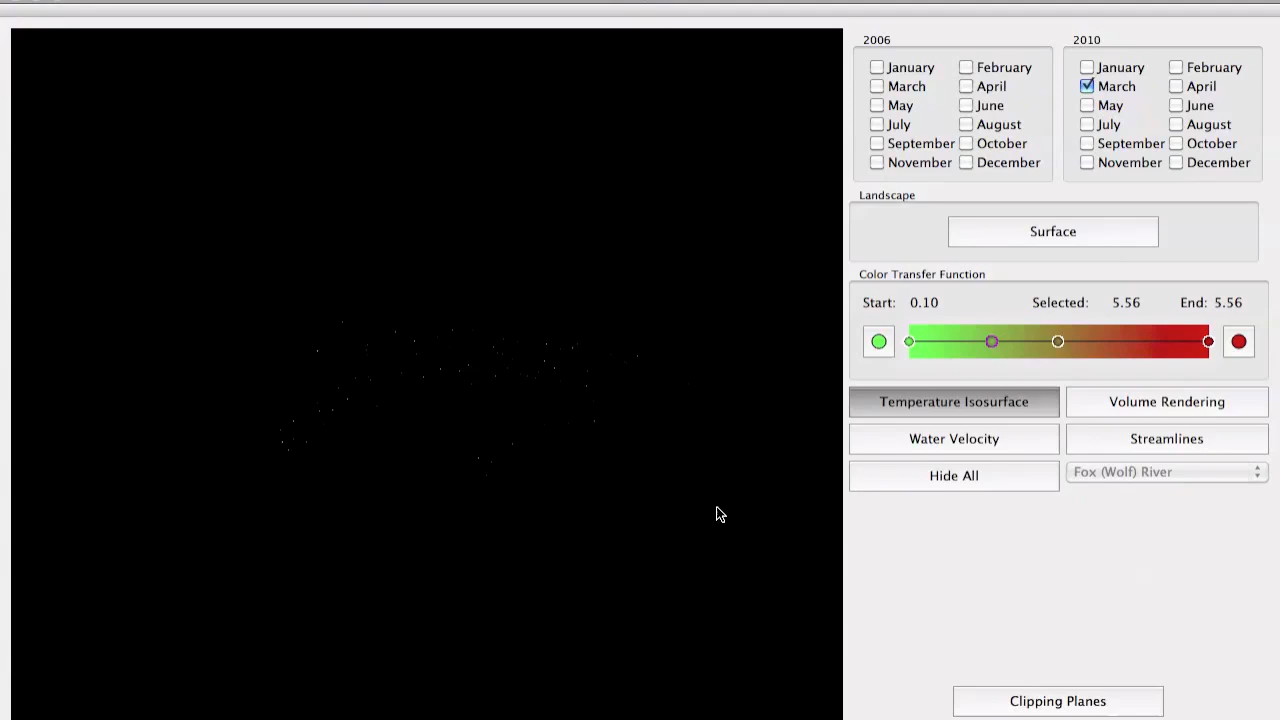 2006
January February
March April
May June
July August
September October
November December
2010
January February
March April
May June
July August
September October
November December
Landscape
Surface
Color Transfer Function
Start: 0.10 Selected: 5.56 End: 5.56
Temperature Isosurface Volume Rendering
Water Velocity Streamlines
Hide All Fox (Wolf) River
Clipping Planes